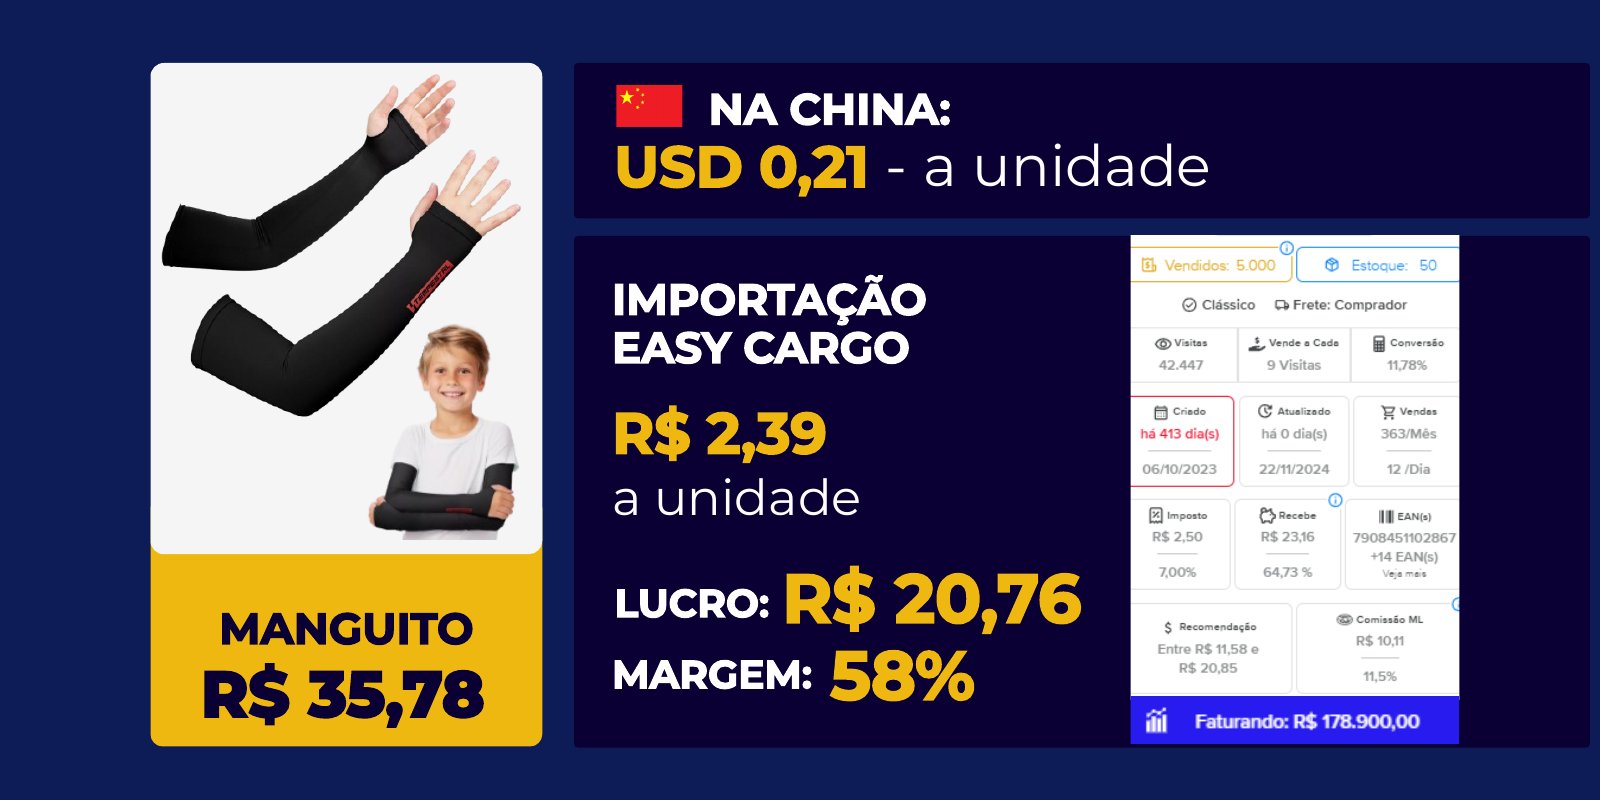 MANGUITO
R$ 35,78
NA CHINA:
USD 0,21 - a unidade
IMPORTAÇÃO
EASY CARGO
R$ 2,39
a unidade
LUCRO: R$ 20,76
MARGEM: 58%
Vendidos: 5.000
Estoque: 50
Clássico Frete: Comprador
Visitas
42.447
Vende a Cada
9 Visitas
Conversão
11,78%
Criado
há 413 dia(s)
06/10/2023
Atualizado
há 0 dia(s)
22/11/2024
Vendas
363/Mês
12 /Dia
Imposto
R$ 2,50
7,00%
Recebe
R$ 23,16
64,73 %
EAN(s)
7908451102867
+14 EAN(s)
Veja mais
Recomendação
Entre R$ 11,58 e
R$ 20,85
Comissão ML
R$ 10,11
11,5%
Faturando: R$ 178.900,00